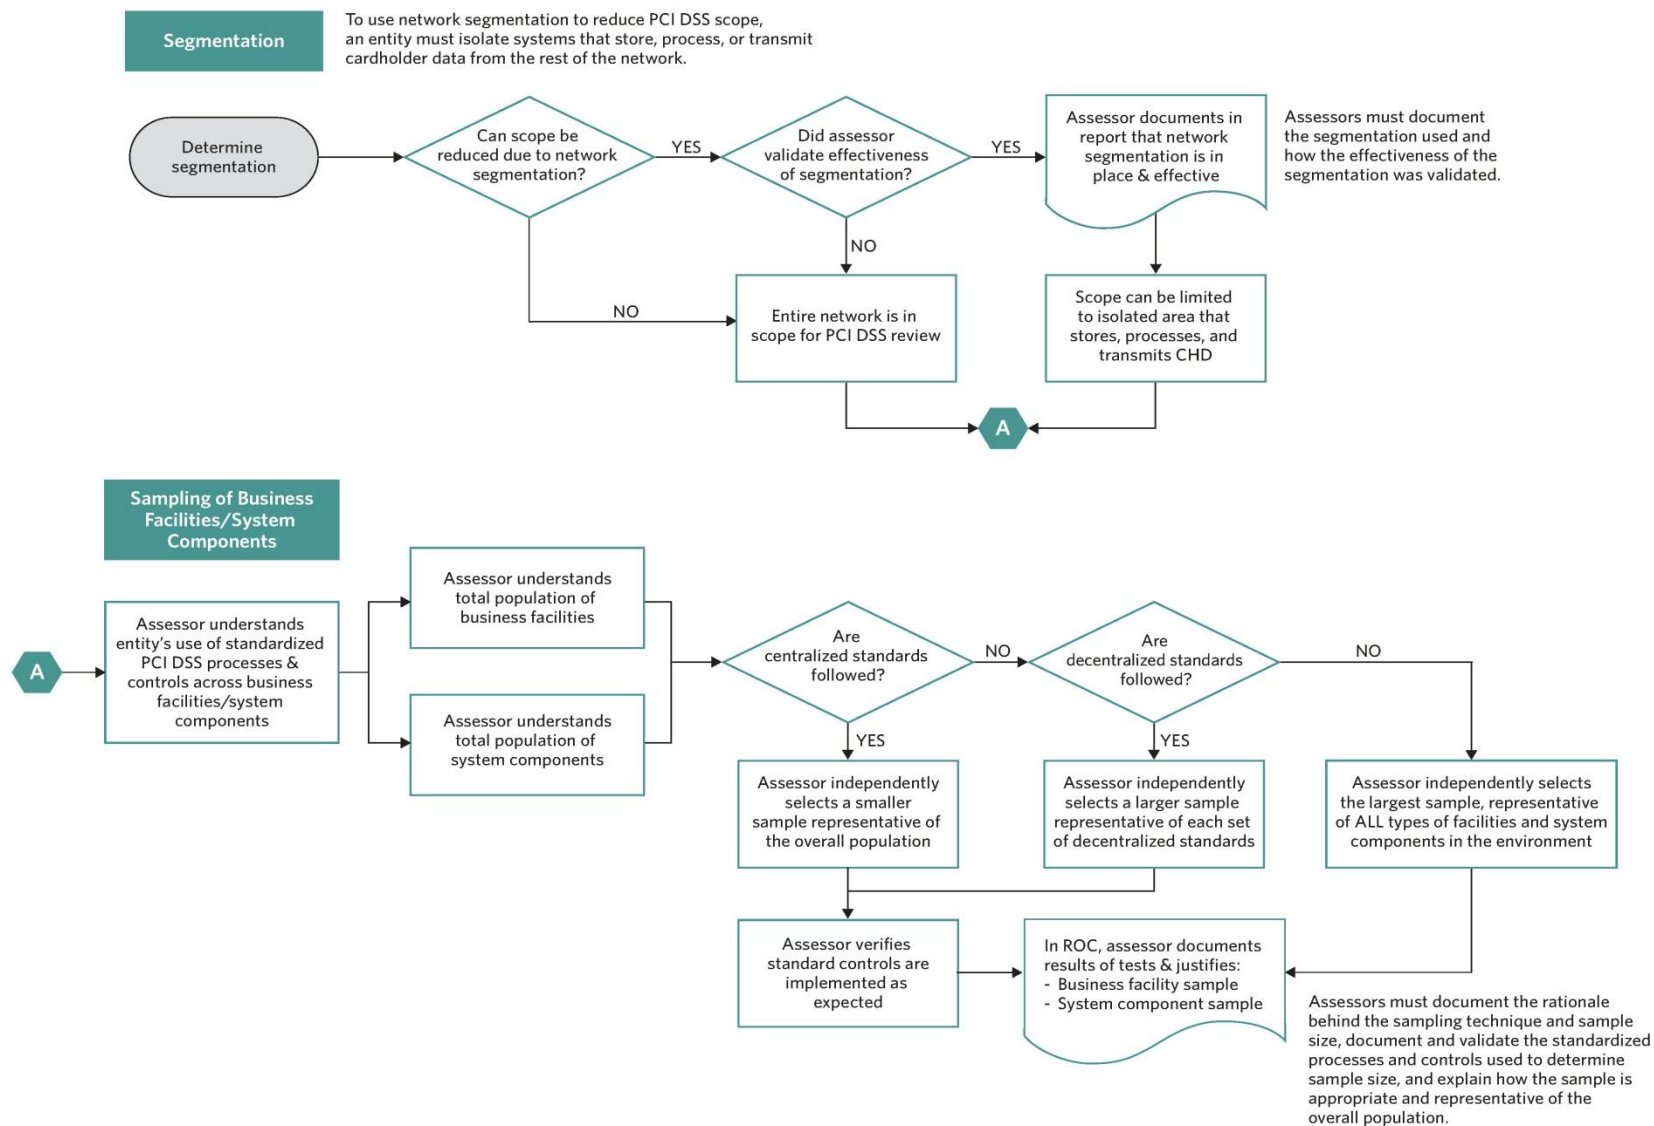 Segmentation
To use network segmentation to reduce PCI DSS scope,
an entity must isolate systems that store, process, or transmit
cardholder data from the rest of the network.
Determine
segmentation
Can scope be
reduced due to network
segmentation?
YES
Did assessor
validate effectiveness
of segmentation?
YES
Assessor documents in
report that network
segmentation is in
place & effective
Assessors must document
the segmentation used and
how the effectiveness of the
segmentation was validated.
NO
NO
Entire network is in
scope for PCI DSS review
Scope can be limited
to isolated area that
stores, processes, and
transmits CHD
A
Sampling of Business
Facilities/System
Components
A
Assessor understands
entity's use of standardized
PCI DSS processes &
controls across business
facilities/system
components
Assessor understands
total population of
business facilities
Assessor understands
total population of
system components
Are
centralized standards
followed?
NO
Are
decentralized standards
followed?
NO
YES
YES
Assessor independently
selects a smaller
sample representative of
the overall population
Assessor independently
selects a larger sample
representative of each set
of decentralized standards
Assessor independently selects
the largest sample, representative
of ALL types of facilities and system
components in the environment
Assessor verifies
standard controls are
implemented as
expected
In ROC, assessor documents
results of tests & justifies:
- Business facility sample
- System component sample
Assessors must document the rationale
behind the sampling technique and sample
size, document and validate the standardized
processes and controls used to determine
sample size, and explain how the sample is
appropriate and representative of the
overall population.